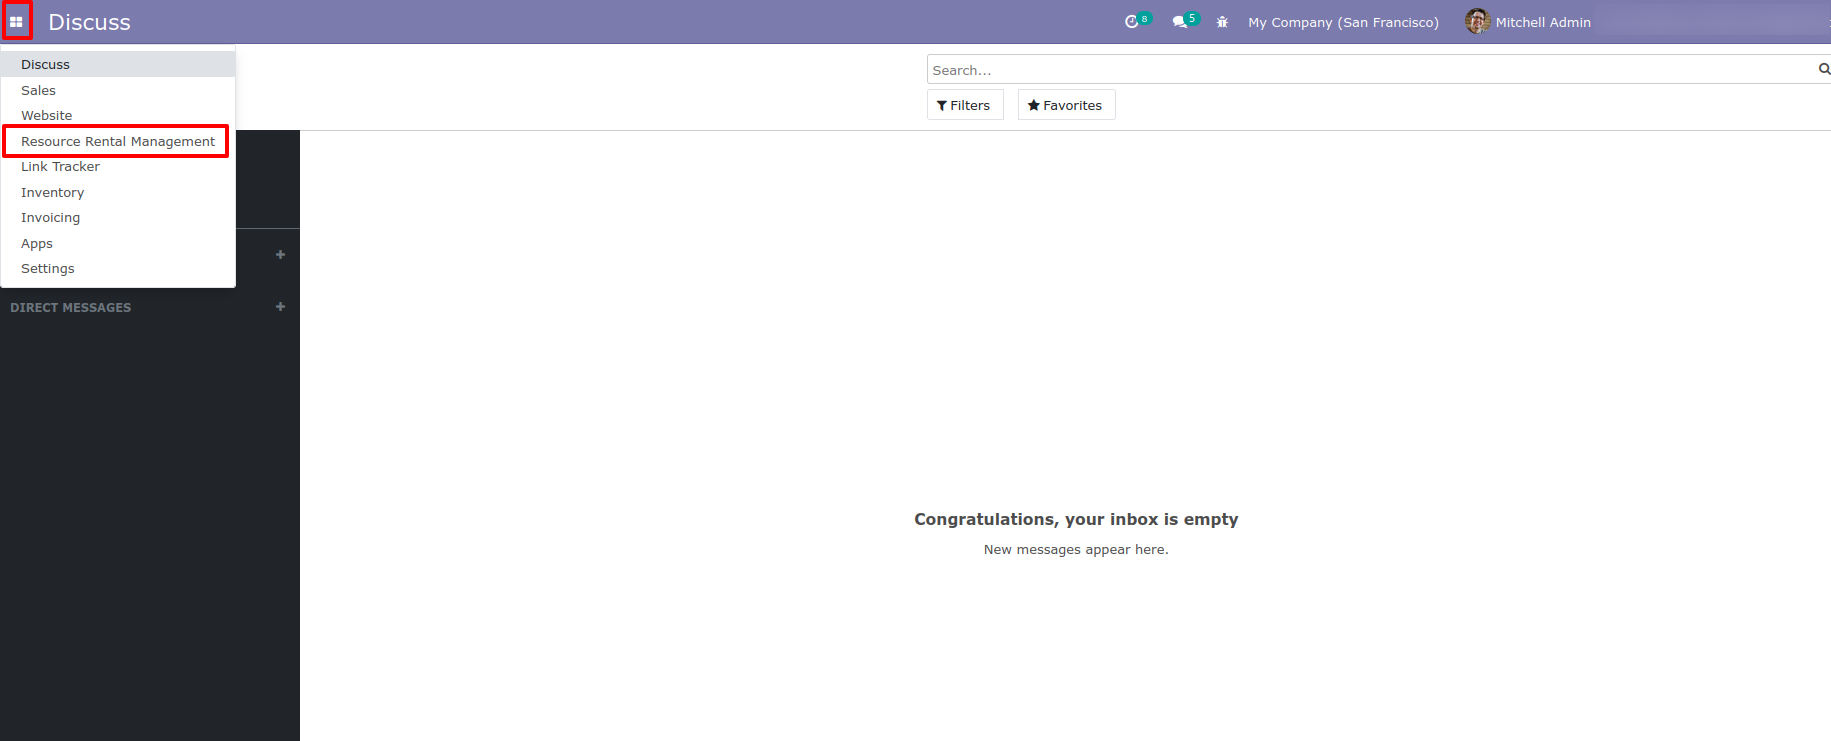 Discuss
8
5
My Company (San Francisco)
Mitchell Admin
Discuss
Sales
Website
Resource Rental Management
Link Tracker
Inventory
Invoicing
Apps
Settings
Search...
Filters
Favorites
+
DIRECT MESSAGES +
Congratulations, your inbox is empty
New messages appear here.